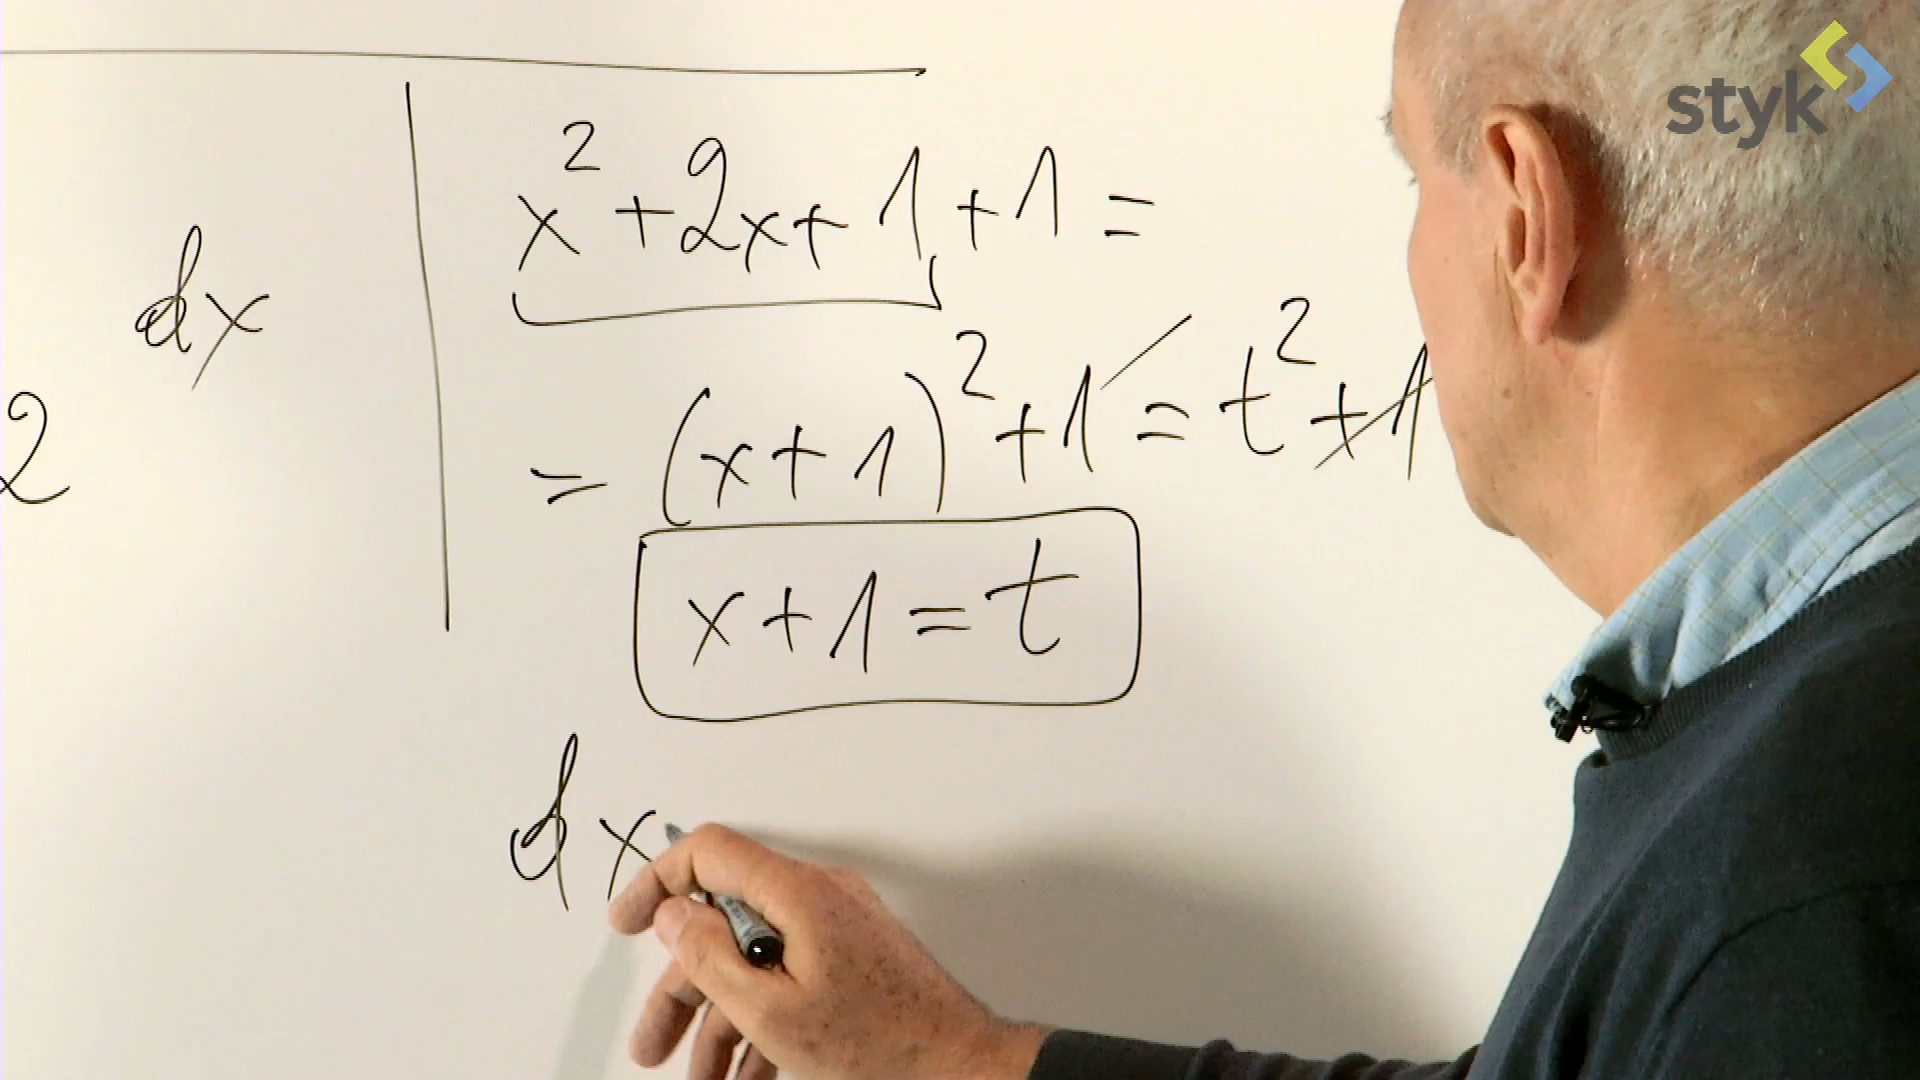 styk
x² + 2x + 1 + 1 =
dx
2
= (x + 1)² + 1 = t² + 1
x + 1 = t
dx